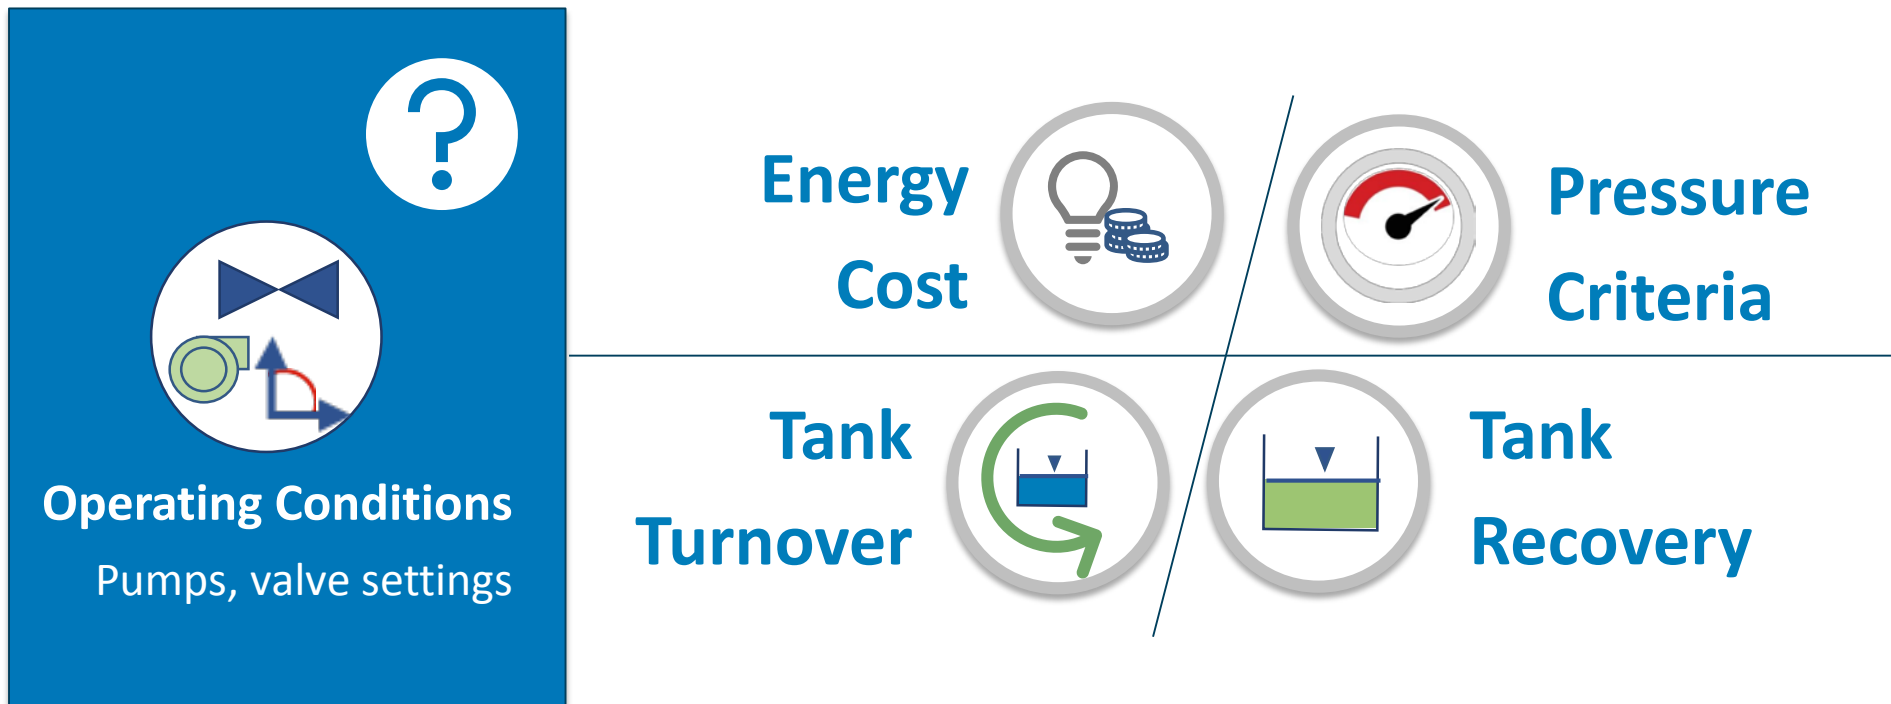 ?
Operating Conditions
Pumps, valve settings
Energy
Cost
Pressure
Criteria
Tank
Turnover
Tank
Recovery